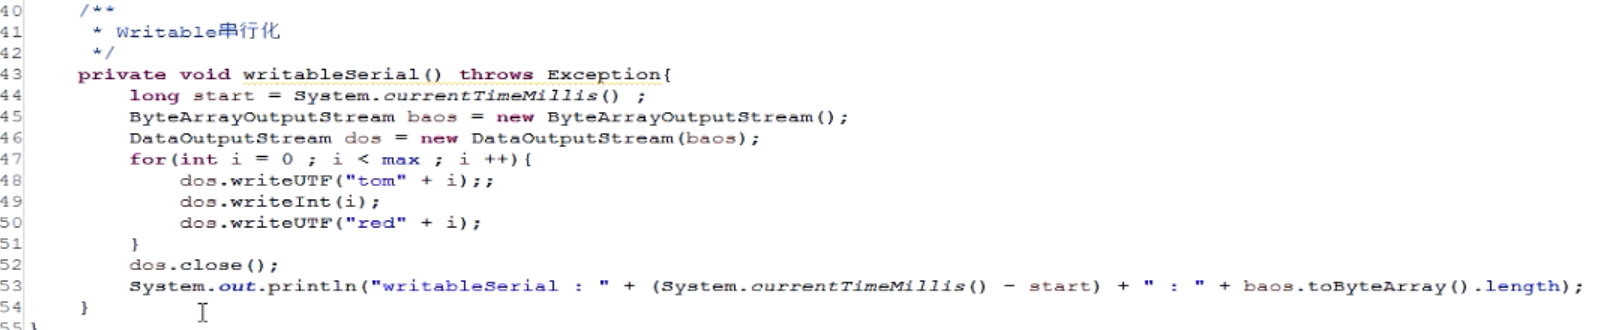 40 /**
41 * Writable串行化
42 */
43 private void writableSerial() throws Exception{
44 long start = System.currentTimeMillis() ;
45 ByteArrayOutputStream baos = new ByteArrayOutputStream();
46 DataOutputStream dos = new DataOutputStream(baos);
47 for(int i = 0 ; i < max ; i ++){
48 dos.writeUTF("tom" + i);;
49 dos.writeInt(i);
50 dos.writeUTF("red" + i);
51 }
52 dos.close();
53 System.out.println("writableSerial : " + (System.currentTimeMillis() - start) + " : " + baos.toByteArray().length);
54 }
55 }